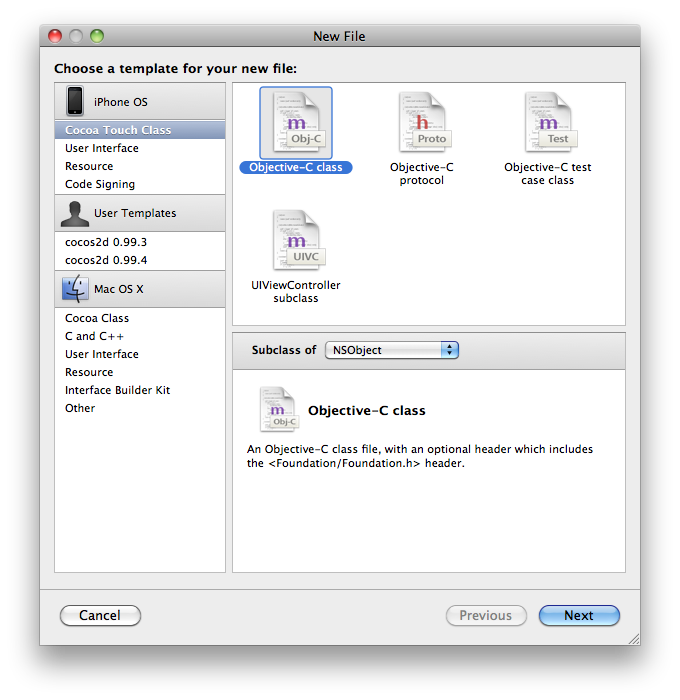 New File
Choose a template for your new file:
iPhone OS
Cocoa Touch Class
User Interface
Resource
Code Signing
User Templates
cocos2d 0.99.3
cocos2d 0.99.4
Mac OS X
Cocoa Class
C and C++
User Interface
Resource
Interface Builder Kit
Other
m
Obj-C
Objective-C class
h
Proto
Objective-C
protocol
m
Test
Objective-C test
case class
m
UIVC
UIViewController
subclass
Subclass of
NSObject
m
Obj-C
Objective-C class
An Objective-C class file, with an optional header which includes
the <Foundation/Foundation.h> header.
Cancel
Previous
Next